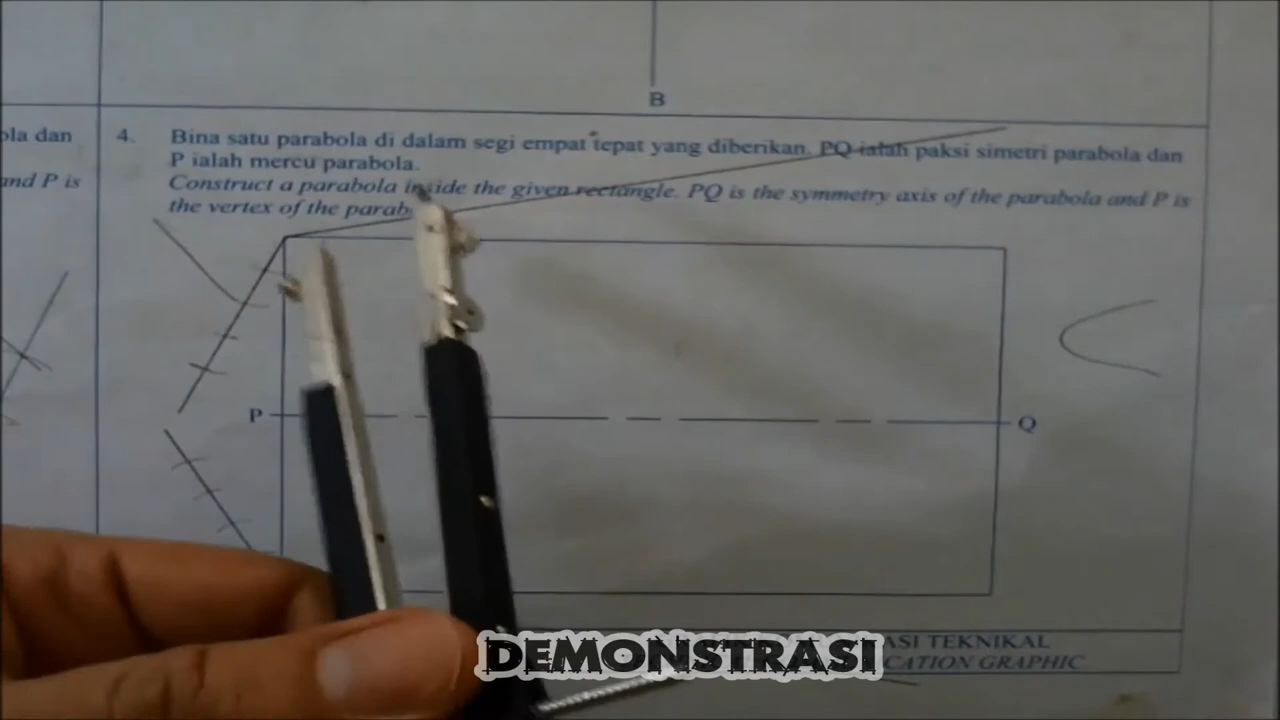 B
ola dan
and P is
4. Bina satu parabola di dalam segi empat tepat yang diberikan. PQ ialah paksi simetri parabola dan
P ialah mercu parabola.
Construct a parabola inside the given rectangle. PQ is the symmetry axis of the parabola and P is
the vertex of the parab
P
Q
DEMONSTRASI
ASI TEKNIKAL
CATION GRAPHIC